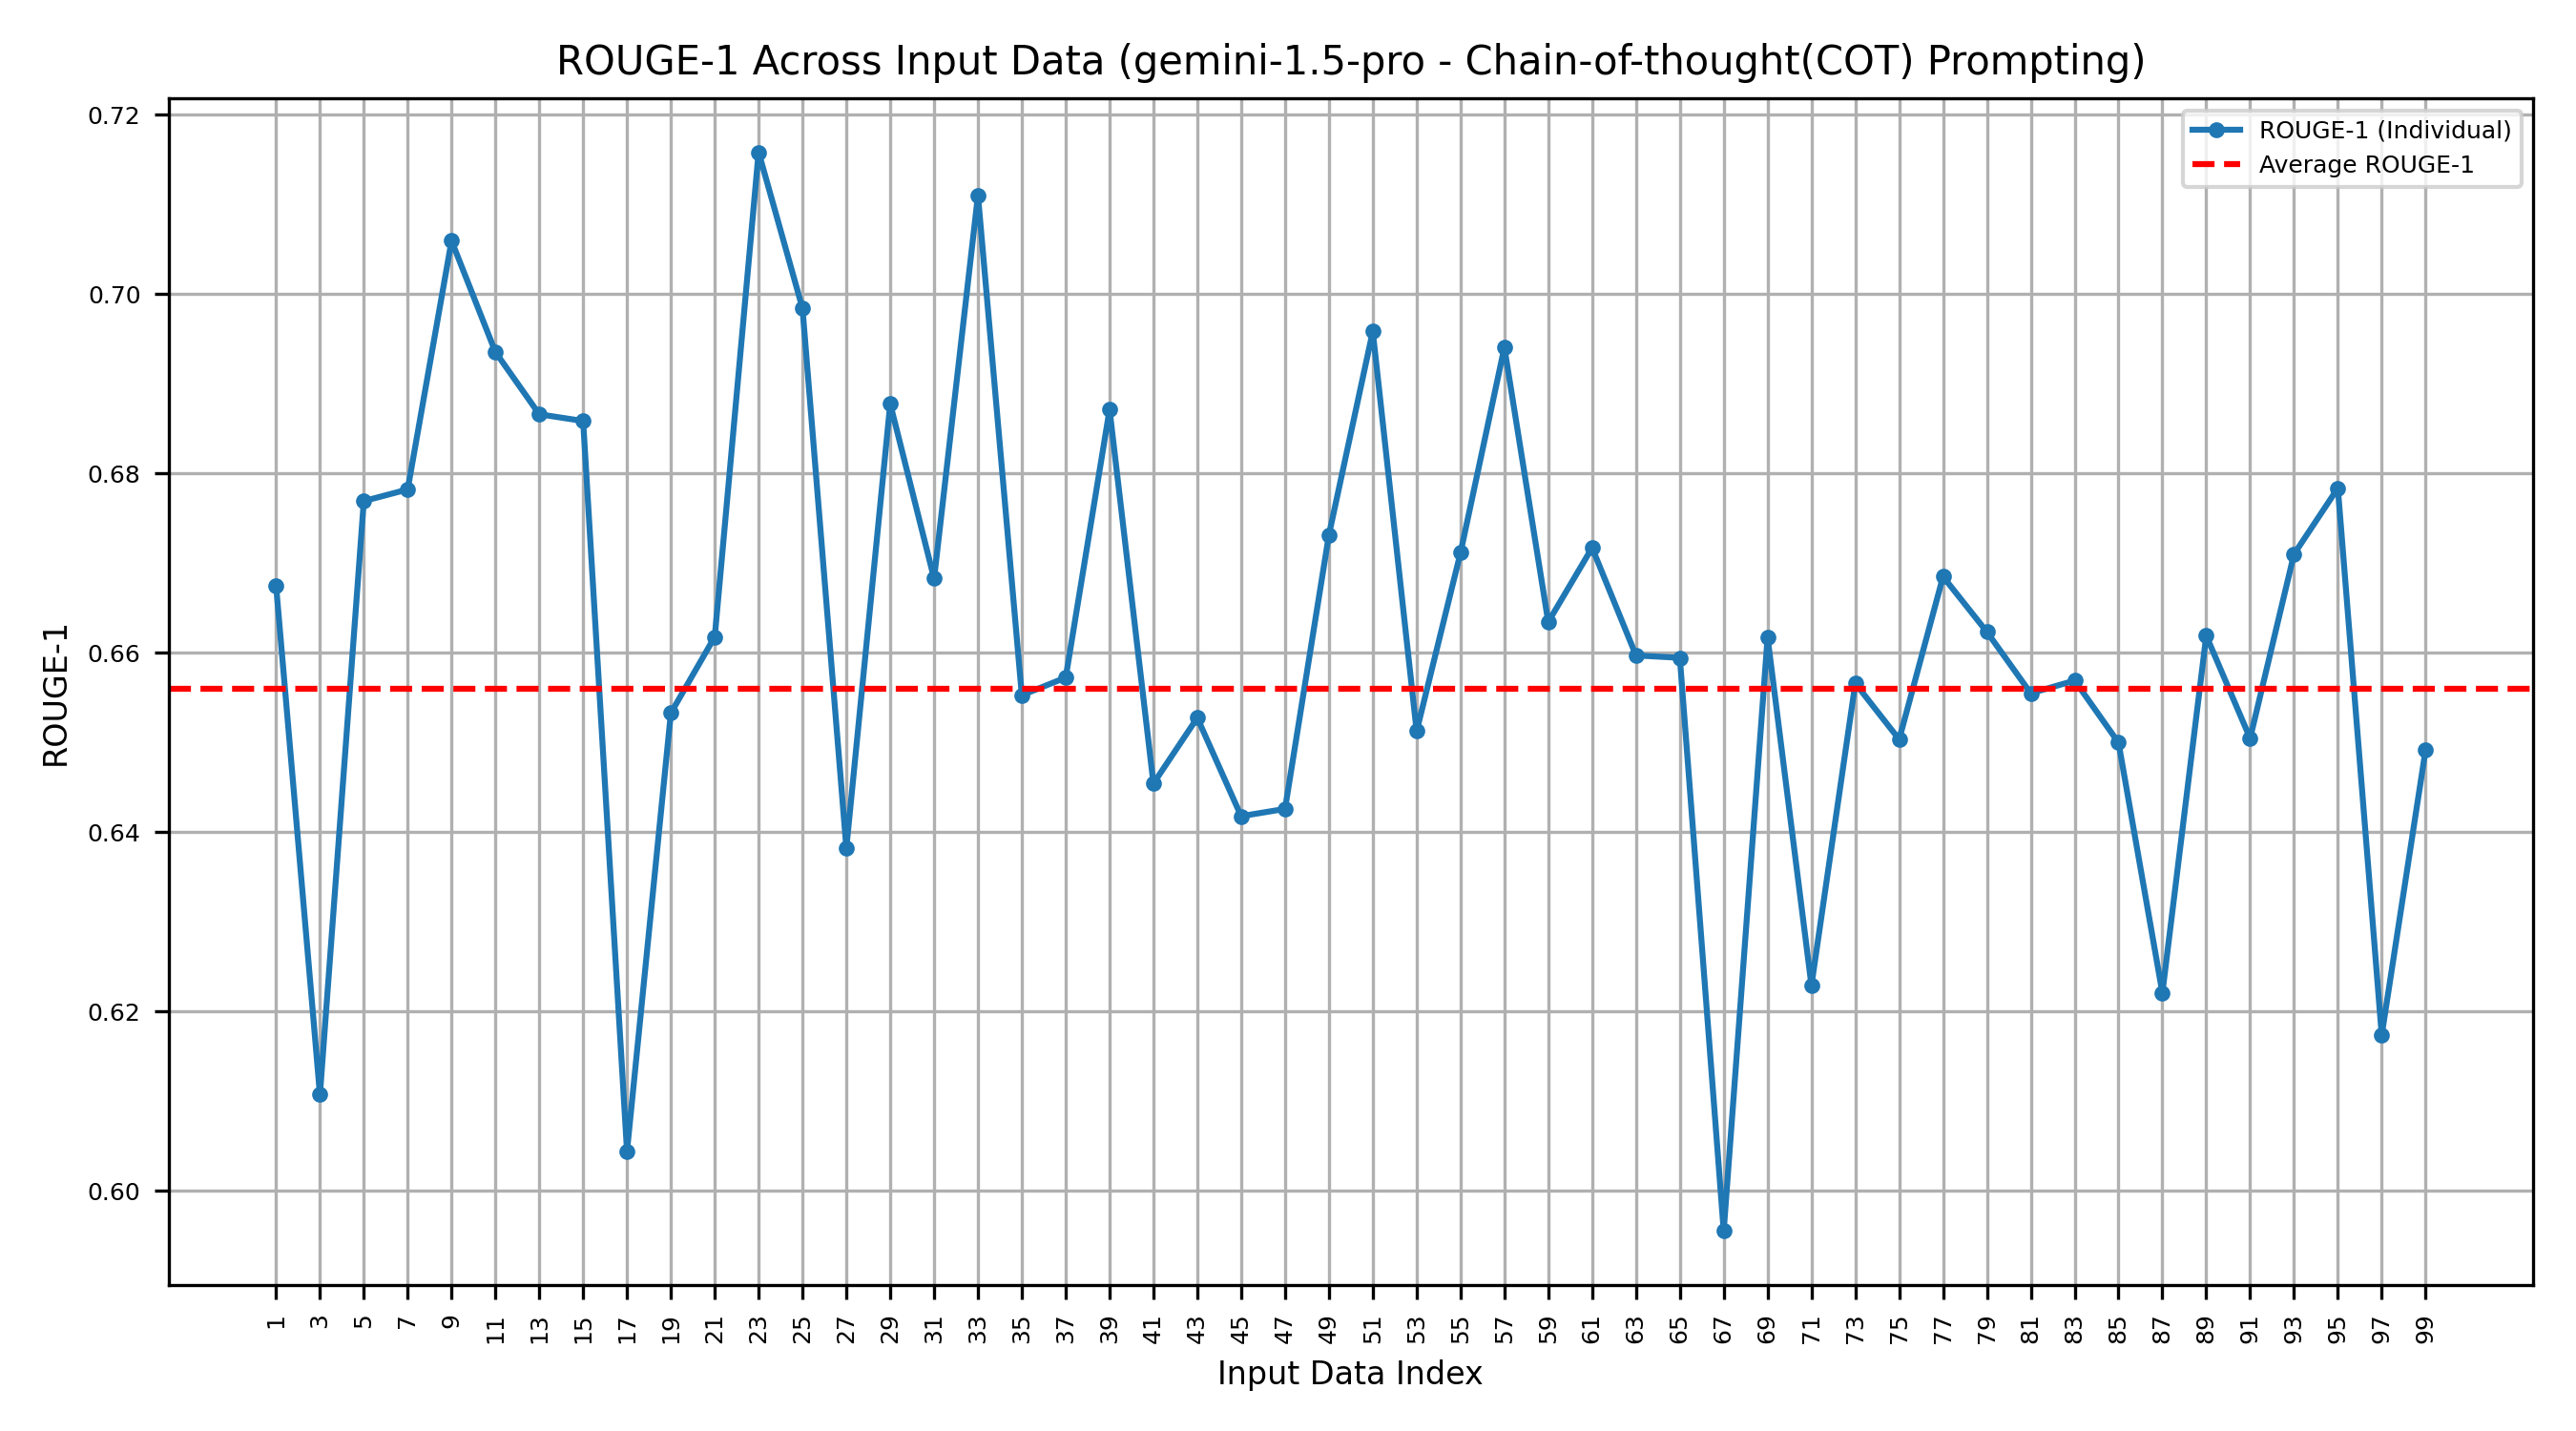 ROUGE-1 Across Input Data (gemini-1.5-pro - Chain-of-thought(COT) Prompting)
ROUGE-1 (Individual)
Average ROUGE-1
ROUGE-1
0.72
0.70
0.68
0.66
0.64
0.62
0.60
1 3 5 7 9 11 13 15 17 19 21 23 25 27 29 31 33 35 37 39 41 43 45 47 49 51 53 55 57 59 61 63 65 67 69 71 73 75 77 79 81 83 85 87 89 91 93 95 97 99
Input Data Index